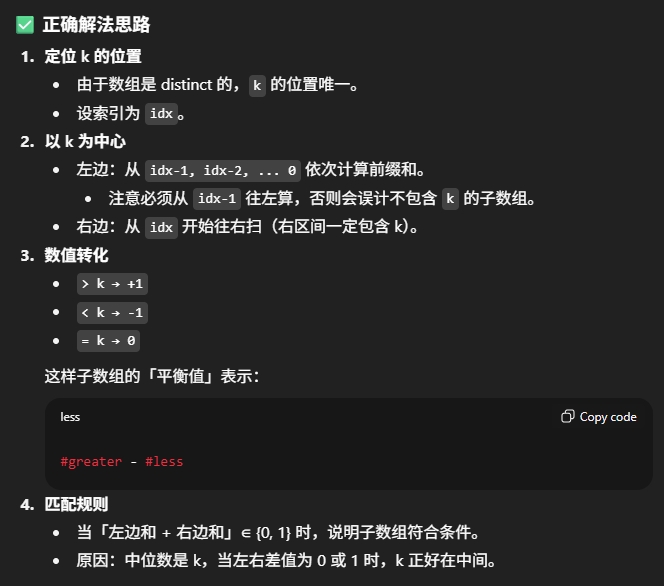 ✅ 正确解法思路
1. 定位 k 的位置
• 由于数组是 distinct 的，k 的位置唯一。
• 设索引为 idx。
2. 以 k 为中心
• 左边：从 idx-1, idx-2, ... 0 依次计算前缀和。
• 注意必须从 idx-1 往左算，否则会误计不包含 k 的子数组。
• 右边：从 idx 开始往右扫（右区间一定包含 k）。
3. 数值转化
• > k → +1
• < k → -1
• = k → 0
这样子数组的「平衡值」表示：
less
Copy code
#greater - #less
4. 匹配规则
• 当「左边和 + 右边和」∈ {0, 1} 时，说明子数组符合条件。
• 原因：中位数是 k，当左右差值为 0 或 1 时，k 正好在中间。